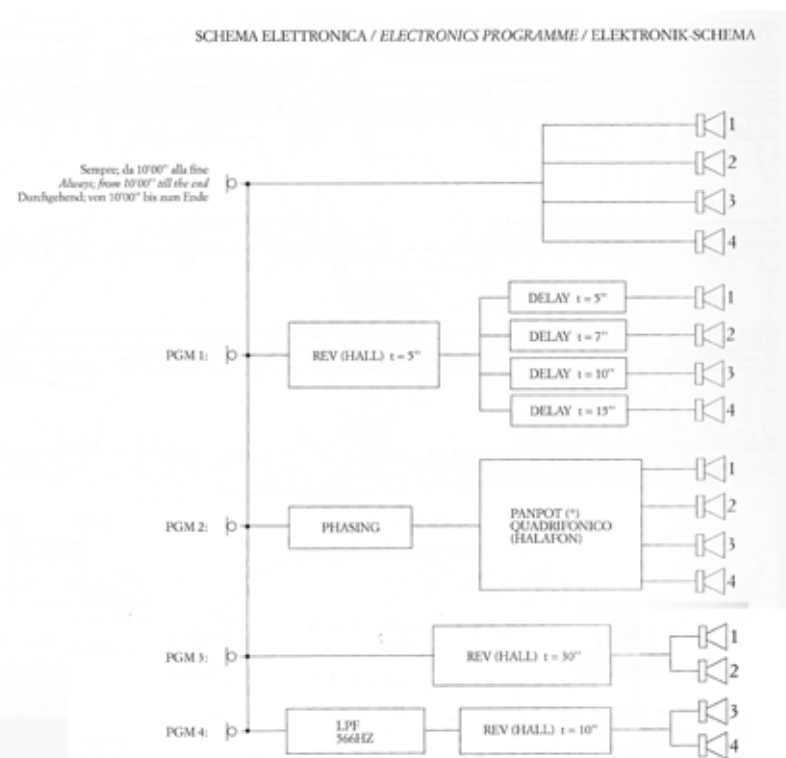 SCHEMA ELETTRONICA / ELECTRONICS PROGRAMME / ELEKTRONIK-SCHEMA
1
2
Sempre; da 10'00" alla fine
Always; from 10'00" till the end
Durchgehend; von 10'00" bis zum Ende
3
4
DELAY t = 5"
1
DELAY t = 7"
2
PGM 1:
REV (HALL) t = 5"
DELAY t = 10"
3
DELAY t = 15"
4
1
PGM 2:
PHASING
PANPOT (*)
QUADRIFONICO
(HALAFON)
2
3
4
PGM 3:
REV (HALL) t = 30"
1
2
PGM 4:
LPF
566HZ
REV (HALL) t = 10"
3
4